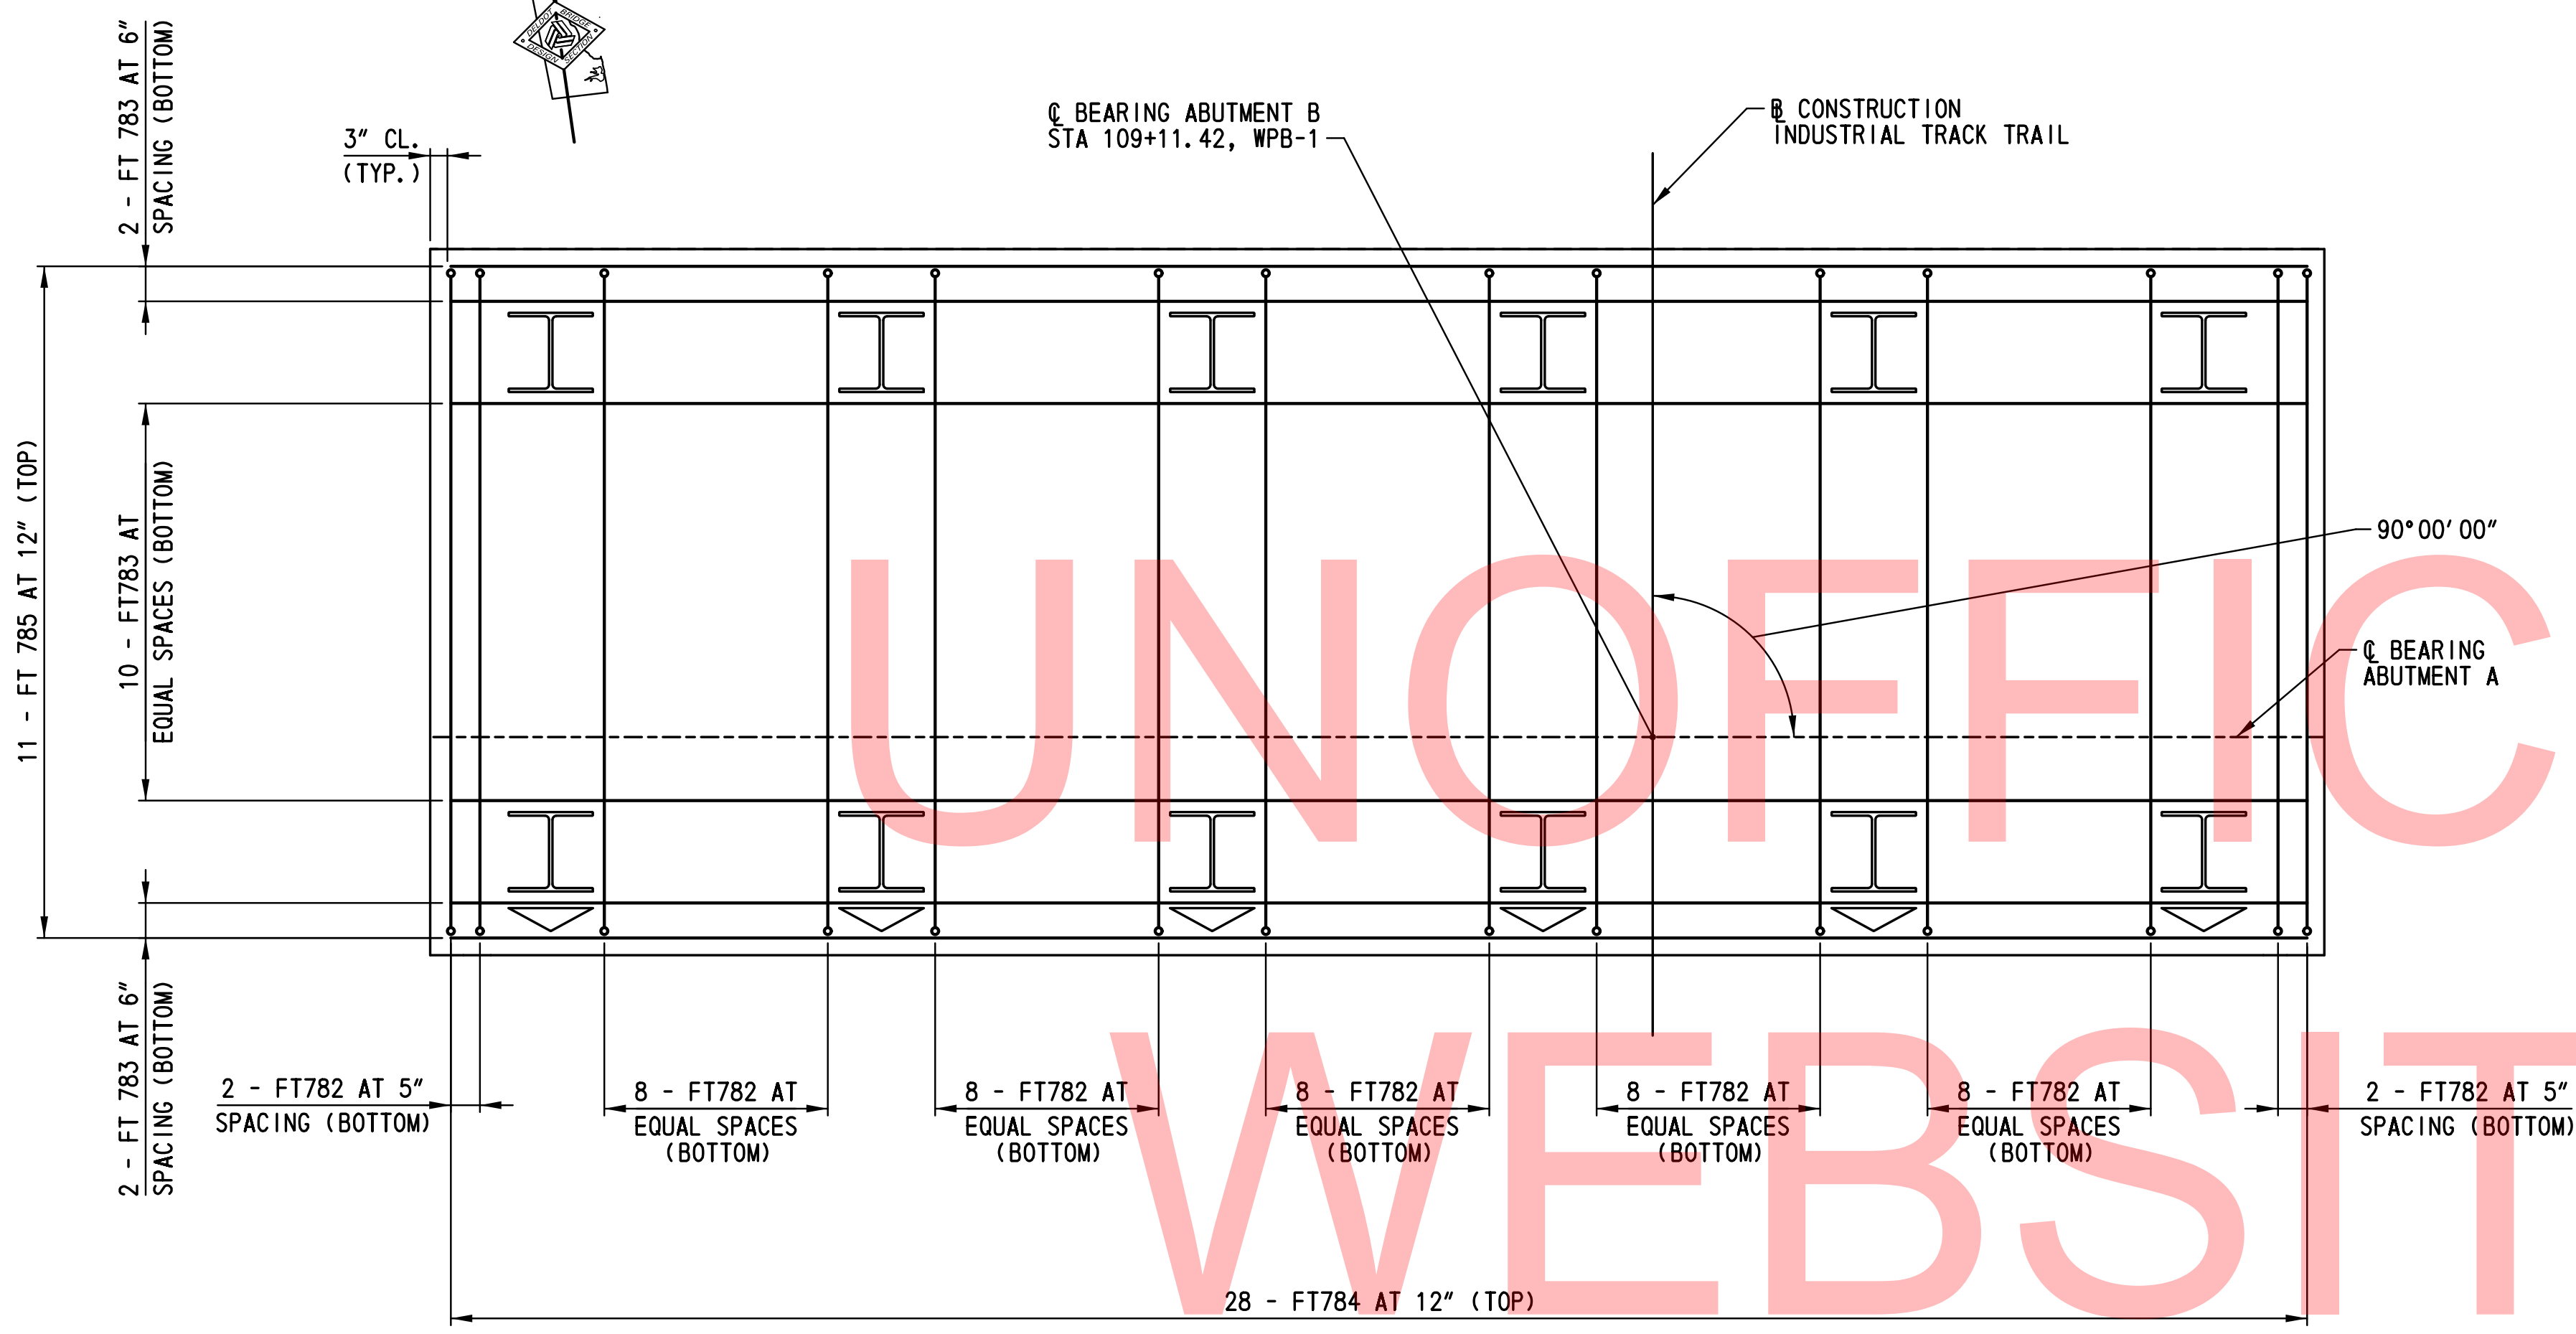 DELDOT BRIDGE
DESIGN SECTION
2 - FT 783 AT 6"
SPACING (BOTTOM)
3" CL.
(TYP.)
℄ BEARING ABUTMENT B
STA 109+11.42, WPB-1
B CONSTRUCTION
INDUSTRIAL TRACK TRAIL
11 - FT 785 AT 12" (TOP)
10 - FT783 AT
EQUAL SPACES (BOTTOM)
90°00'00"
℄ BEARING
ABUTMENT A
UNOFFIC
2 - FT 783 AT 6"
SPACING (BOTTOM)
2 - FT782 AT 5"
SPACING (BOTTOM)
8 - FT782 AT
EQUAL SPACES
(BOTTOM)
8 - FT782 AT
EQUAL SPACES
(BOTTOM)
8 - FT782 AT
EQUAL SPACES
(BOTTOM)
8 - FT782 AT
EQUAL SPACES
(BOTTOM)
8 - FT782 AT
EQUAL SPACES
(BOTTOM)
2 - FT782 AT 5"
SPACING (BOTTOM)
WEBSIT
28 - FT784 AT 12" (TOP)